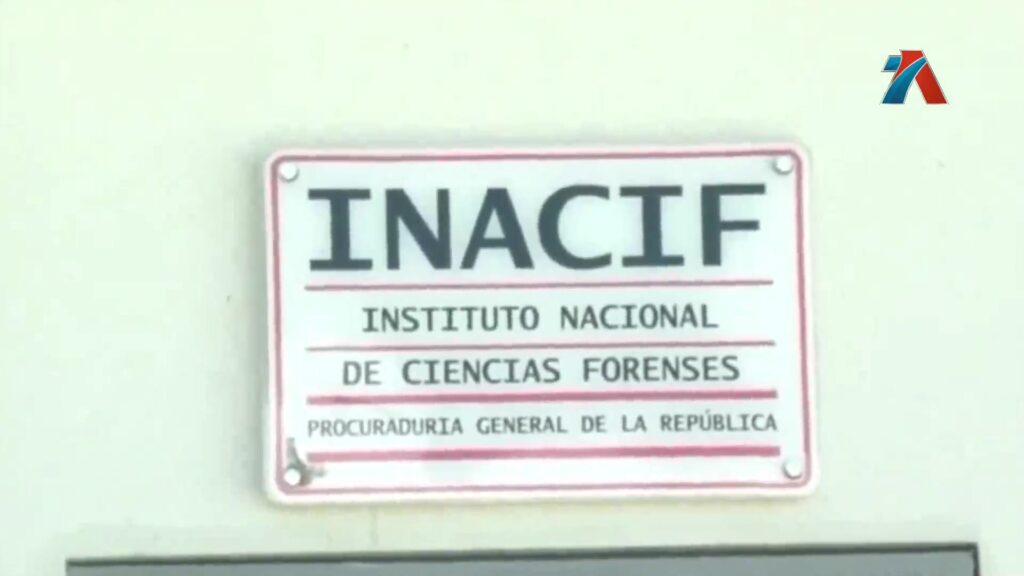 INACIF
INSTITUTO NACIONAL
DE CIENCIAS FORENSES
PROCURADURIA GENERAL DE LA REPÚBLICA